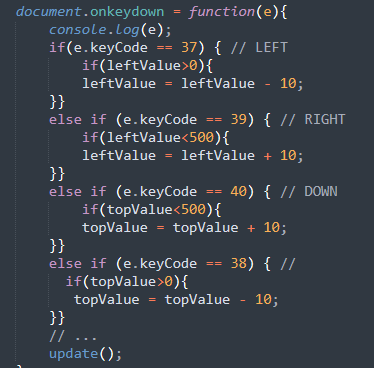 document.onkeydown = function(e){
console.log(e);
if(e.keyCode == 37) { // LEFT
if(leftValue>0){
leftValue = leftValue - 10;
}}
else if (e.keyCode == 39) { // RIGHT
if(leftValue<500){
leftValue = leftValue + 10;
}}
else if (e.keyCode == 40) { // DOWN
if(topValue<500){
topValue = topValue + 10;
}}
else if (e.keyCode == 38) { //
if(topValue>0){
topValue = topValue - 10;
}}
// ...
update();
}